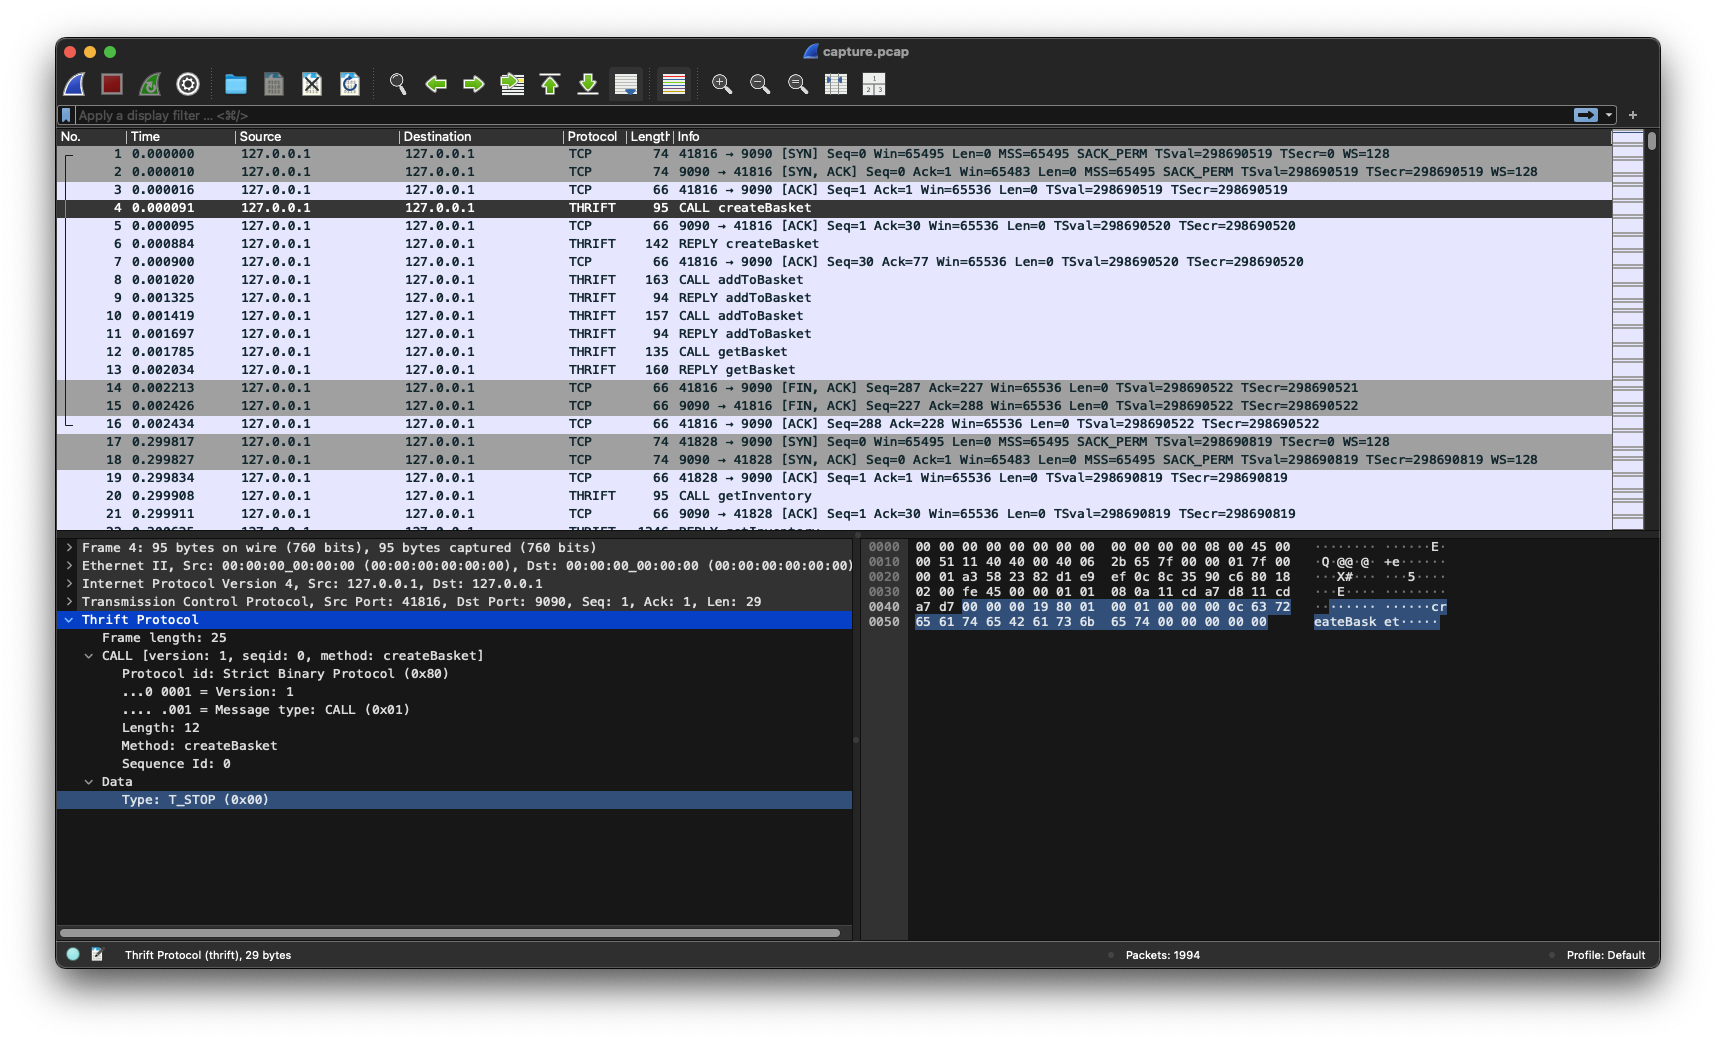 capture.pcap
Apply a display filter ... <⌘/>
No. Time Source Destination Protocol Length Info
1 0.000000 127.0.0.1 127.0.0.1 TCP 74 41816 → 9090 [SYN] Seq=0 Win=65495 Len=0 MSS=65495 SACK_PERM TSval=298690519 TSecr=0 WS=128
2 0.000010 127.0.0.1 127.0.0.1 TCP 74 9090 → 41816 [SYN, ACK] Seq=0 Ack=1 Win=65483 Len=0 MSS=65495 SACK_PERM TSval=298690519 TSecr=298690519 WS=128
3 0.000016 127.0.0.1 127.0.0.1 TCP 66 41816 → 9090 [ACK] Seq=1 Ack=1 Win=65536 Len=0 TSval=298690519 TSecr=298690519
4 0.000091 127.0.0.1 127.0.0.1 THRIFT 95 CALL createBasket
5 0.000095 127.0.0.1 127.0.0.1 TCP 66 9090 → 41816 [ACK] Seq=1 Ack=30 Win=65536 Len=0 TSval=298690520 TSecr=298690520
6 0.000884 127.0.0.1 127.0.0.1 THRIFT 142 REPLY createBasket
7 0.000900 127.0.0.1 127.0.0.1 TCP 66 41816 → 9090 [ACK] Seq=30 Ack=77 Win=65536 Len=0 TSval=298690520 TSecr=298690520
8 0.001020 127.0.0.1 127.0.0.1 THRIFT 163 CALL addToBasket
9 0.001325 127.0.0.1 127.0.0.1 THRIFT 94 REPLY addToBasket
10 0.001419 127.0.0.1 127.0.0.1 THRIFT 157 CALL addToBasket
11 0.001697 127.0.0.1 127.0.0.1 THRIFT 94 REPLY addToBasket
12 0.001785 127.0.0.1 127.0.0.1 THRIFT 135 CALL getBasket
13 0.002034 127.0.0.1 127.0.0.1 THRIFT 160 REPLY getBasket
14 0.002213 127.0.0.1 127.0.0.1 TCP 66 41816 → 9090 [FIN, ACK] Seq=287 Ack=227 Win=65536 Len=0 TSval=298690522 TSecr=298690521
15 0.002426 127.0.0.1 127.0.0.1 TCP 66 9090 → 41816 [FIN, ACK] Seq=227 Ack=288 Win=65536 Len=0 TSval=298690522 TSecr=298690522
16 0.002434 127.0.0.1 127.0.0.1 TCP 66 41816 → 9090 [ACK] Seq=288 Ack=228 Win=65536 Len=0 TSval=298690522 TSecr=298690522
17 0.299817 127.0.0.1 127.0.0.1 TCP 74 41828 → 9090 [SYN] Seq=0 Win=65495 Len=0 MSS=65495 SACK_PERM TSval=298690819 TSecr=0 WS=128
18 0.299827 127.0.0.1 127.0.0.1 TCP 74 9090 → 41828 [SYN, ACK] Seq=0 Ack=1 Win=65483 Len=0 MSS=65495 SACK_PERM TSval=298690819 TSecr=298690819 WS=128
19 0.299834 127.0.0.1 127.0.0.1 TCP 66 41828 → 9090 [ACK] Seq=1 Ack=1 Win=65536 Len=0 TSval=298690819 TSecr=298690819
20 0.299908 127.0.0.1 127.0.0.1 THRIFT 95 CALL getInventory
21 0.299911 127.0.0.1 127.0.0.1 TCP 66 9090 → 41828 [ACK] Seq=1 Ack=30 Win=65536 Len=0 TSval=298690819 TSecr=298690819
Frame 4: 95 bytes on wire (760 bits), 95 bytes captured (760 bits)
Ethernet II, Src: 00:00:00_00:00:00 (00:00:00:00:00:00), Dst: 00:00:00_00:00:00 (00:00:00:00:00:00)
Internet Protocol Version 4, Src: 127.0.0.1, Dst: 127.0.0.1
Transmission Control Protocol, Src Port: 41816, Dst Port: 9090, Seq: 1, Ack: 1, Len: 29
Thrift Protocol
Frame length: 25
CALL [version: 1, seqid: 0, method: createBasket]
Protocol id: Strict Binary Protocol (0x80)
...0 0001 = Version: 1
.... .001 = Message type: CALL (0x01)
Length: 12
Method: createBasket
Sequence Id: 0
Data
Type: T_STOP (0x00)
0000 00 00 00 00 00 00 00 00 00 00 00 00 08 00 45 00 ········ ······E·
0010 00 51 11 40 40 00 40 06 2b 65 7f 00 00 01 7f 00 ·Q·@@·@· +e······
0020 00 01 a3 58 23 82 d1 e9 ef 0c 8c 35 90 c6 80 18 ···X#··· ···5····
0030 02 00 fe 45 00 00 01 01 08 0a 11 cd a7 d8 11 cd ···E···· ········
0040 a7 d7 00 00 00 19 80 01 00 01 00 00 00 0c 63 72 ········ ······cr
0050 65 61 74 65 42 61 73 6b 65 74 00 00 00 00 00 eateBask et·····
Thrift Protocol (thrift), 29 bytes
Packets: 1994
Profile: Default